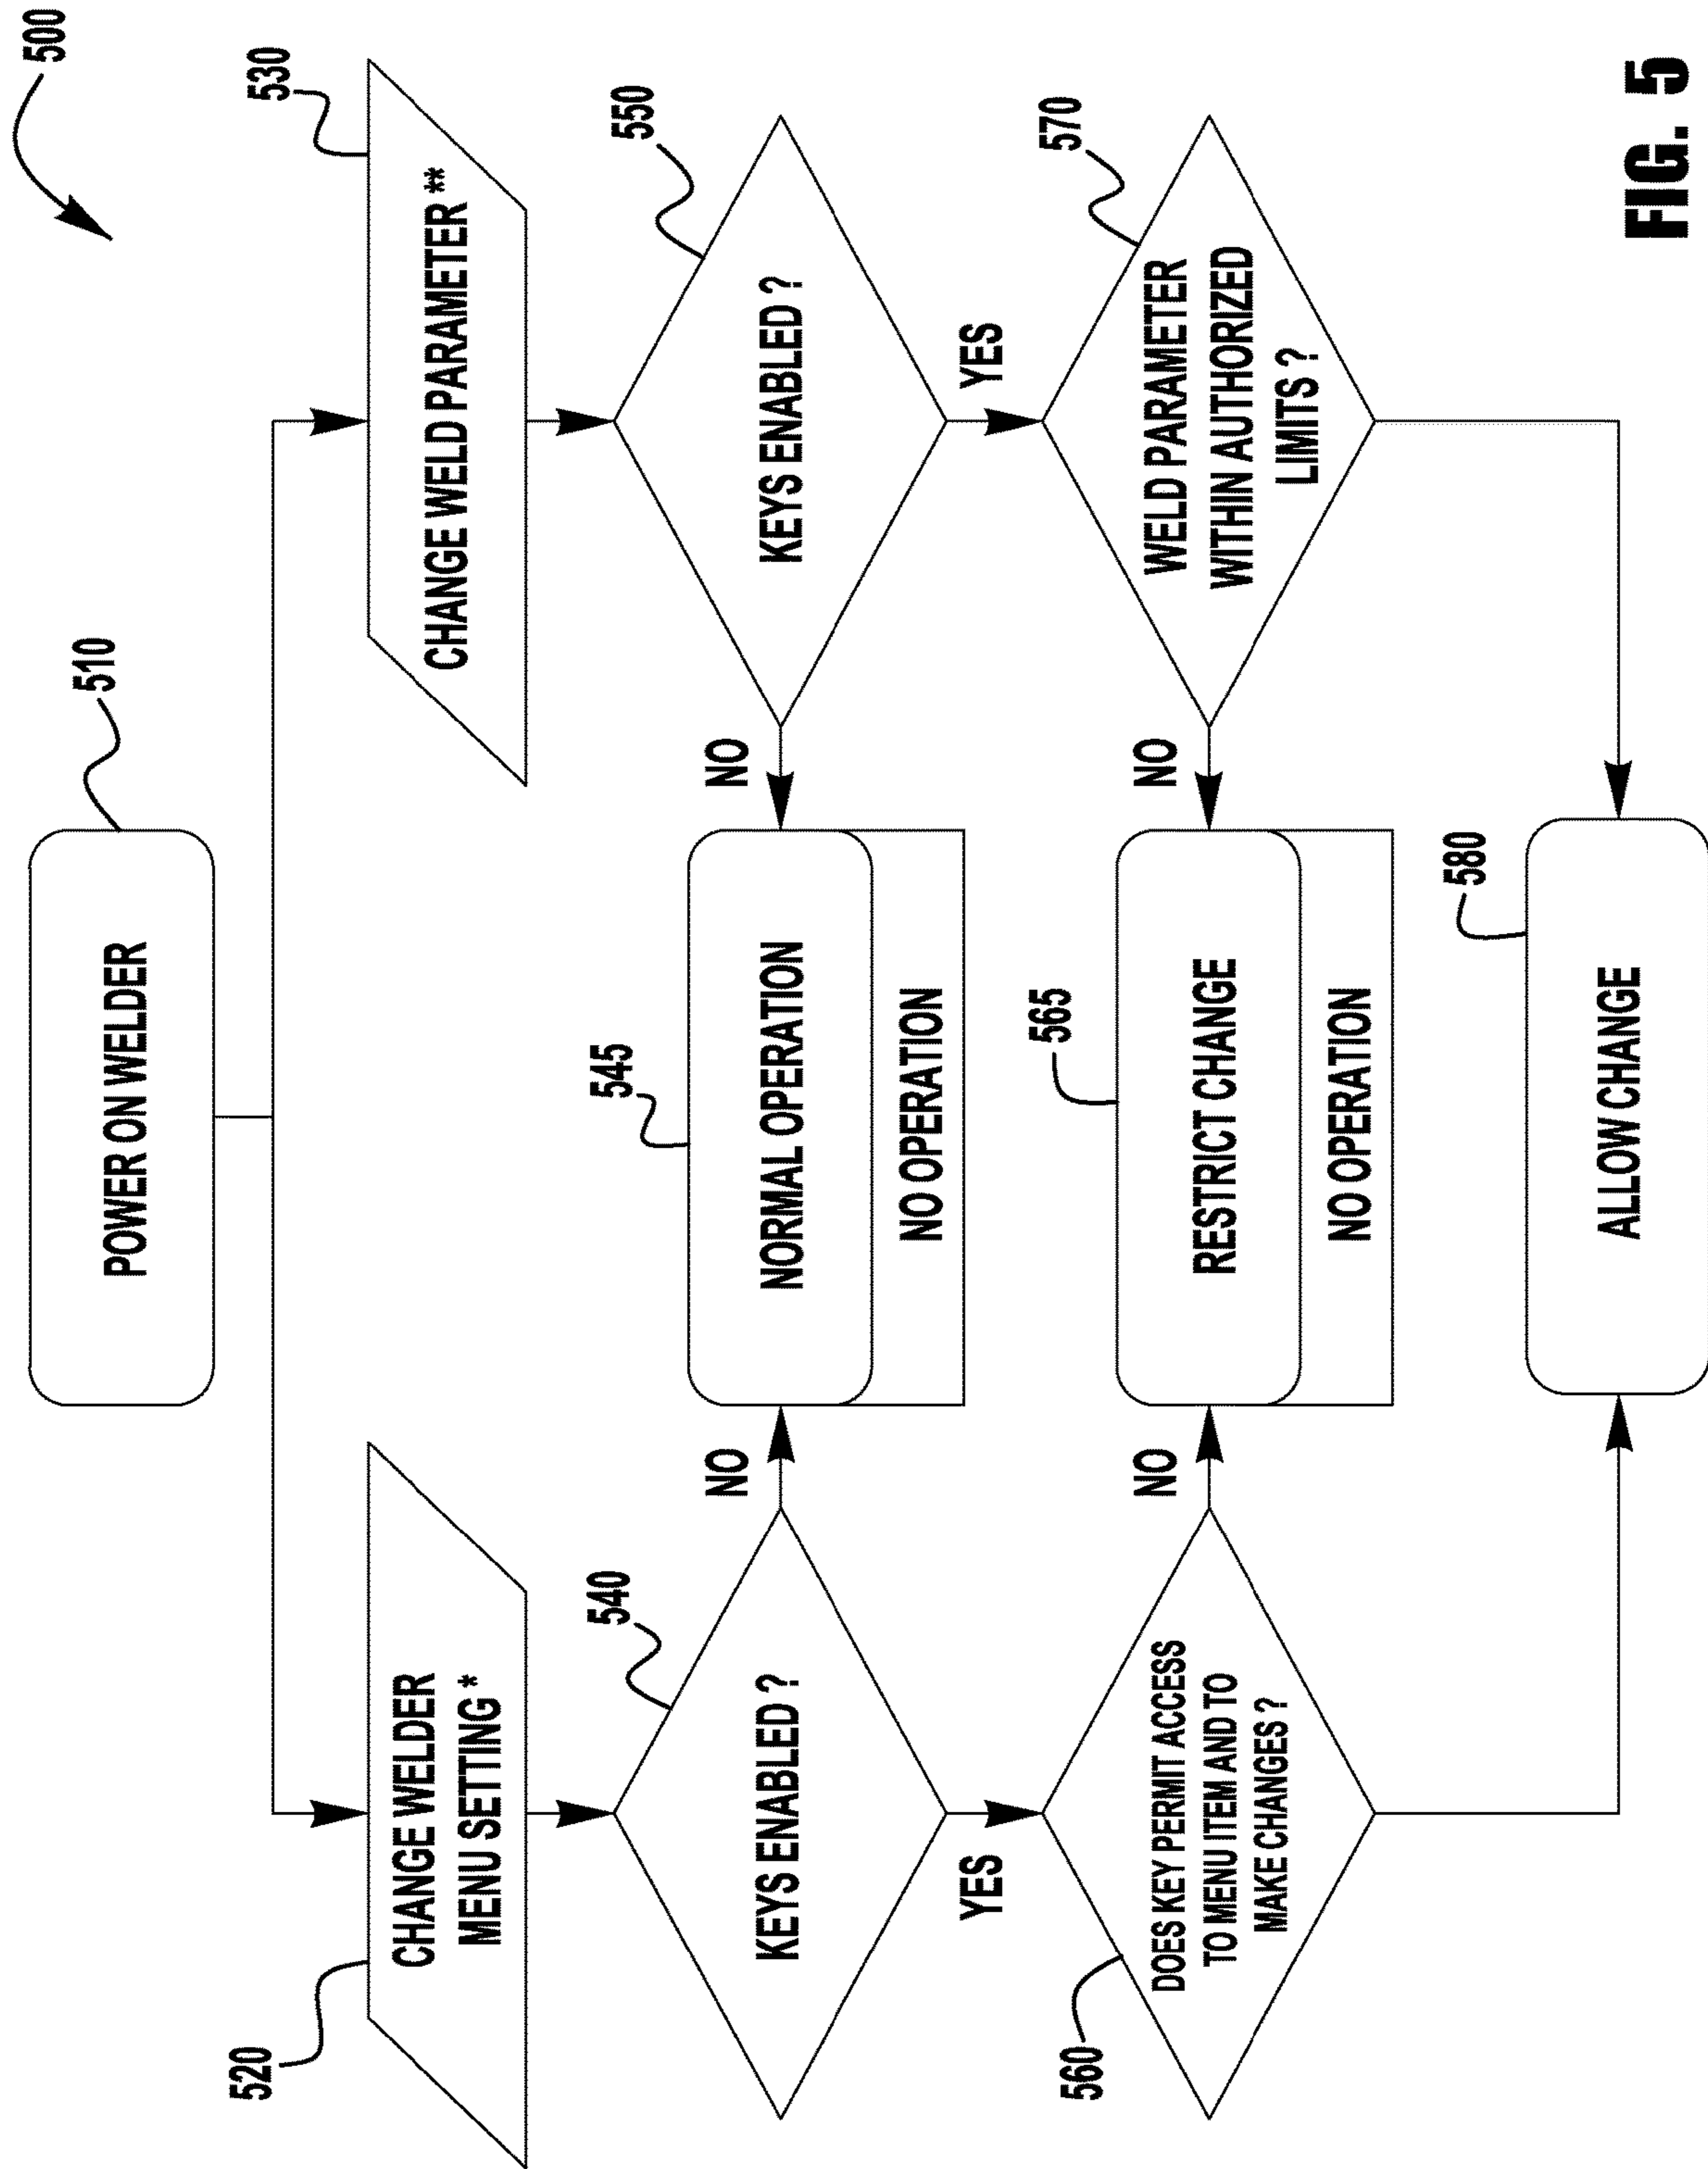 500
510
POWER ON WELDER
520
CHANGE WELDER
MENU SETTING *
530
CHANGE WELD PARAMETER **
540
KEYS ENABLED ?
NO
545
NORMAL OPERATION
NO OPERATION
NO
550
KEYS ENABLED ?
YES
YES
560
DOES KEY PERMIT ACCESS
TO MENU ITEM AND TO
MAKE CHANGES ?
NO
565
RESTRICT CHANGE
NO OPERATION
NO
570
WELD PARAMETER
WITHIN AUTHORIZED
LIMITS ?
580
ALLOW CHANGE
FIG. 5